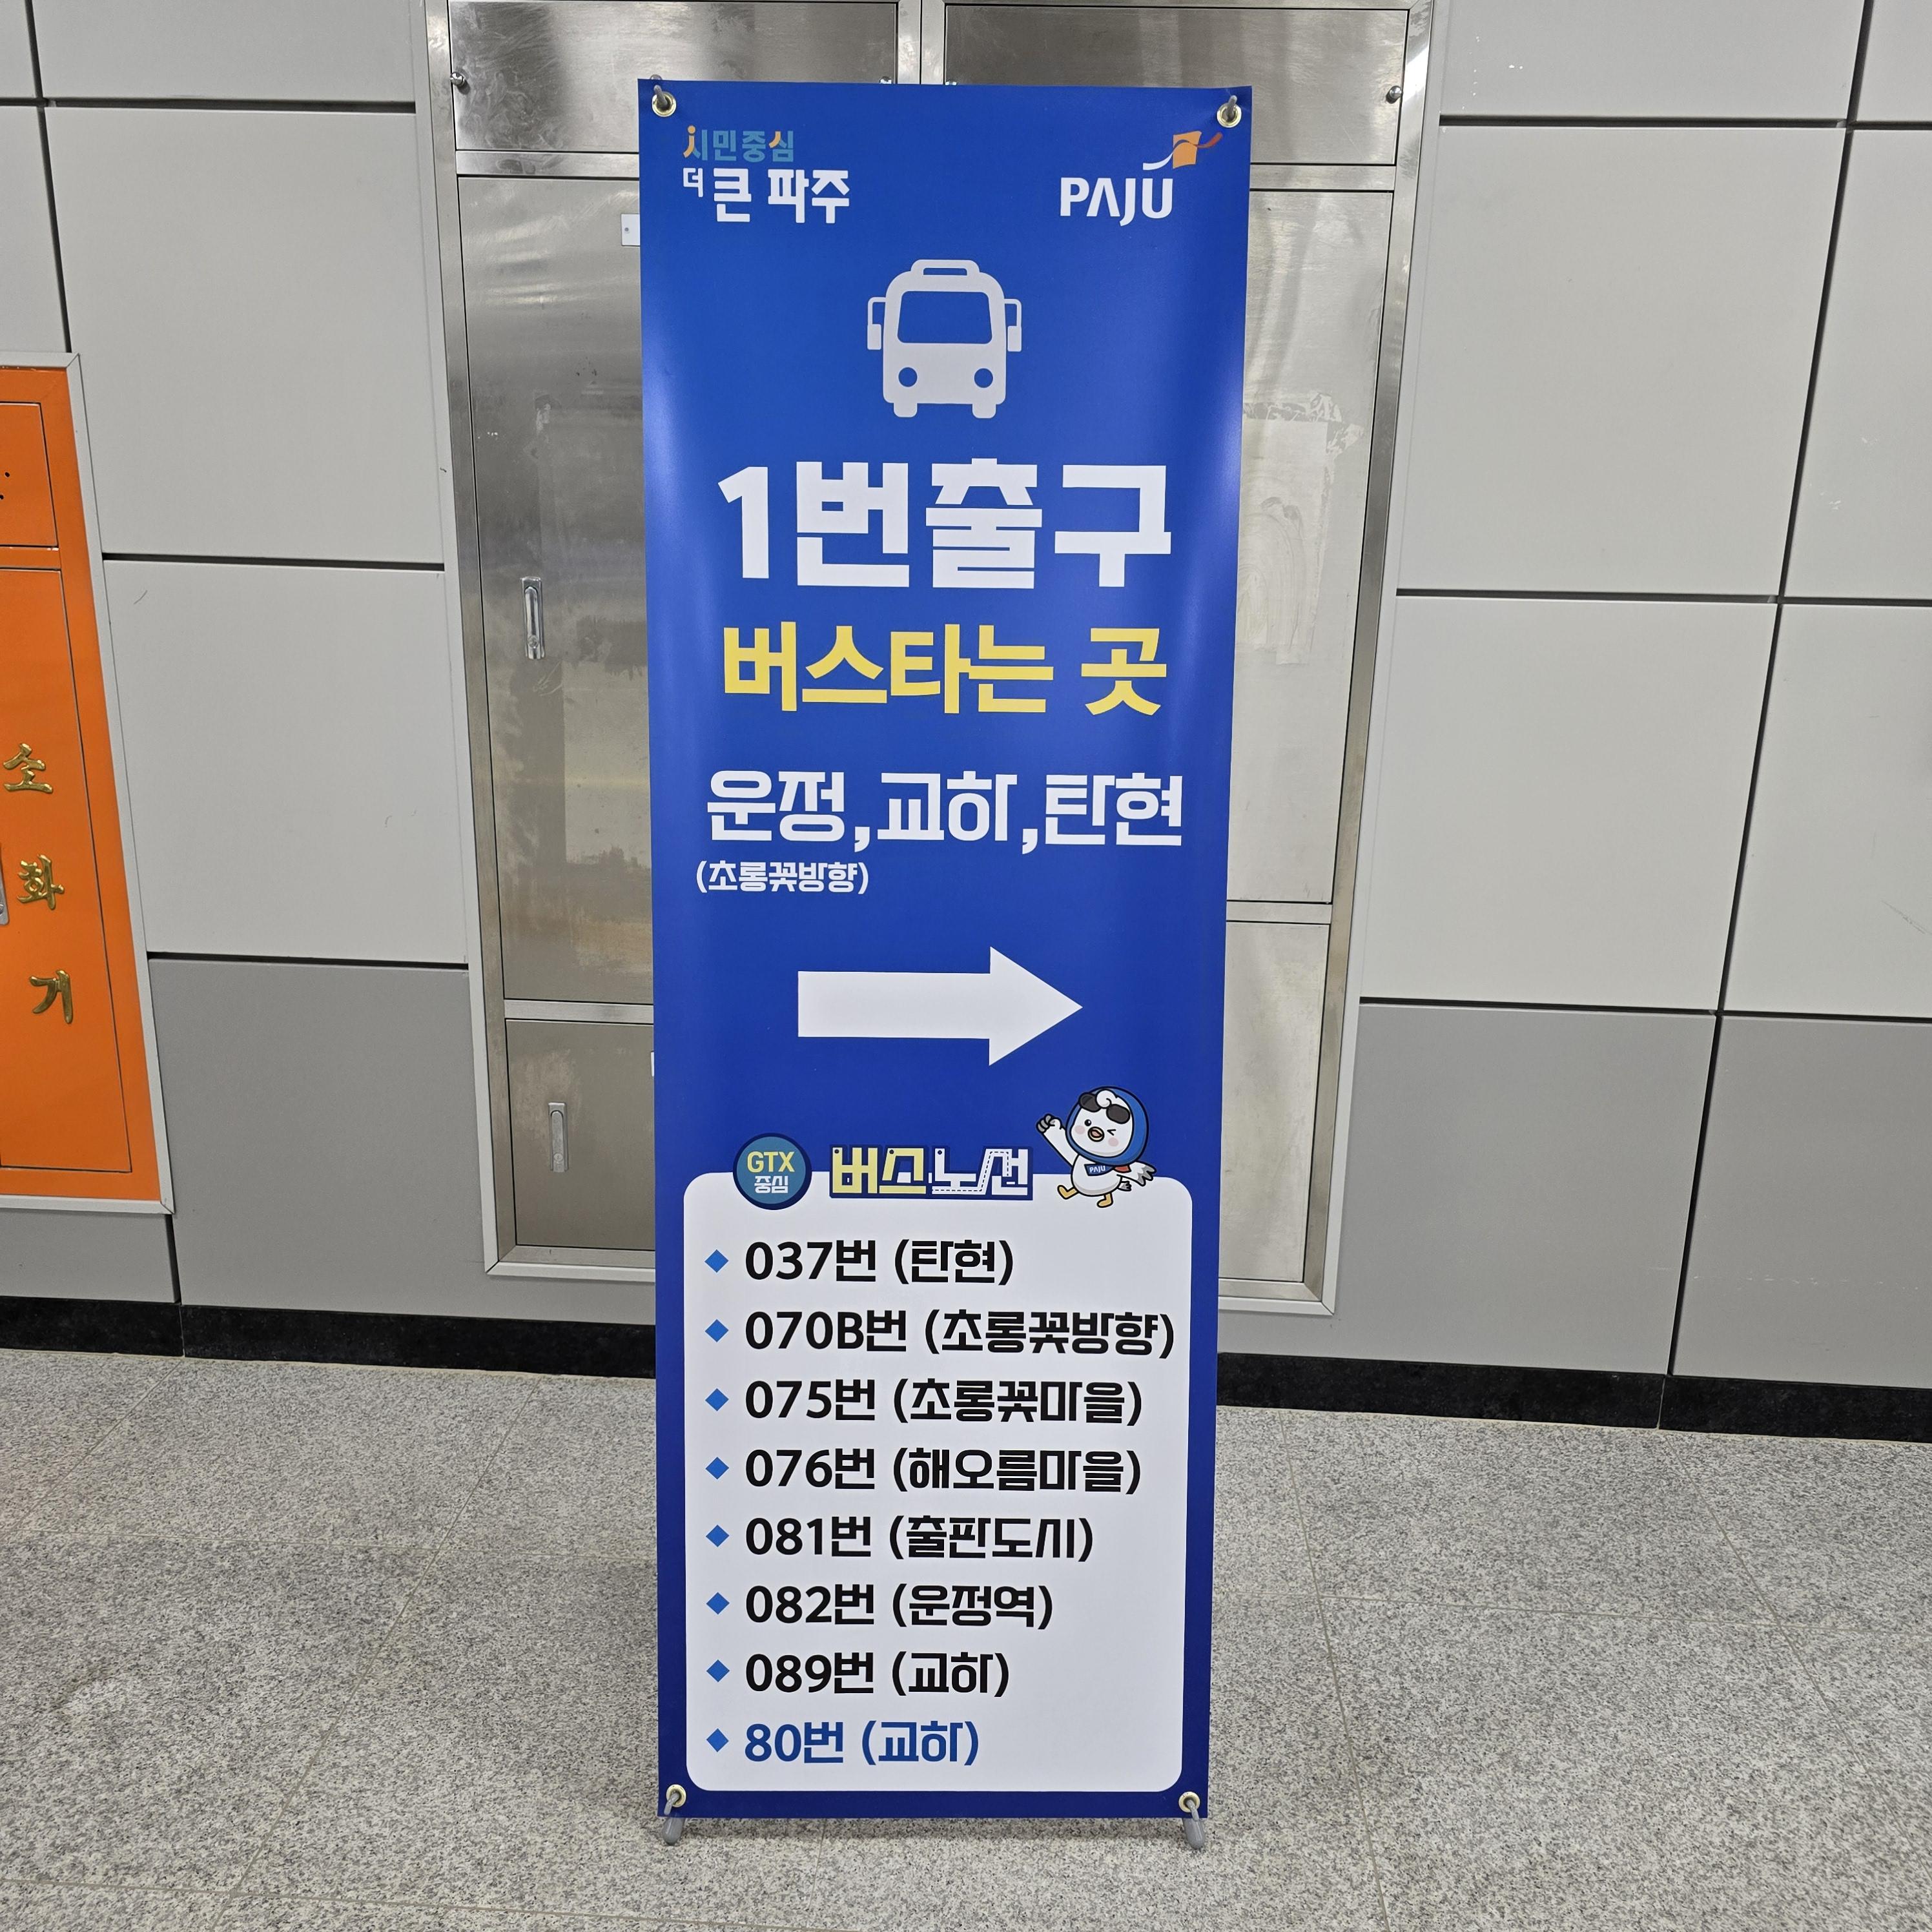 시민중심
더 큰 파주
PAJU
1번출구
버스타는 곳
운정,교하,탄현
(초롱꽃방향)
GTX
중심
버스노선
PAJU
037번 (탄현)
070B번 (초롱꽃방향)
075번 (초롱꽃마을)
076번 (해오름마을)
081번 (출판도시)
082번 (운정역)
089번 (교하)
80번 (교하)
소
화
기